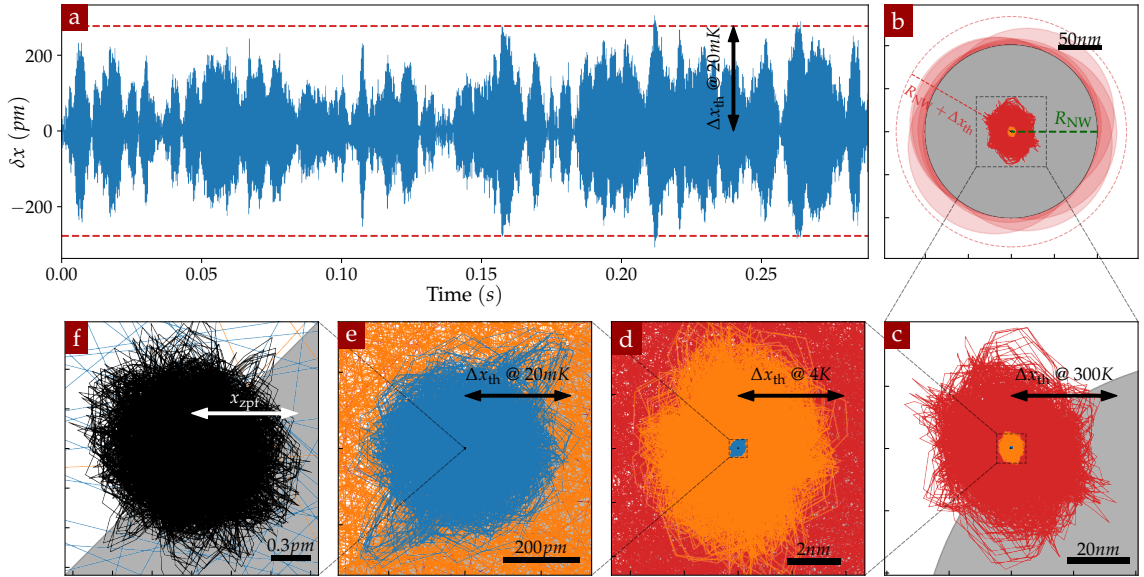 a
δx (pm)
200
0
−200
Δx_th @ 20mK
0.00
0.05
0.10
0.15
0.20
0.25
Time (s)
b
50nm
R_NW + Δx_th
R_NW
f
x_zpf
0.3pm
e
Δx_th @ 20mK
200pm
d
Δx_th @ 4K
2nm
c
Δx_th @ 300K
20nm